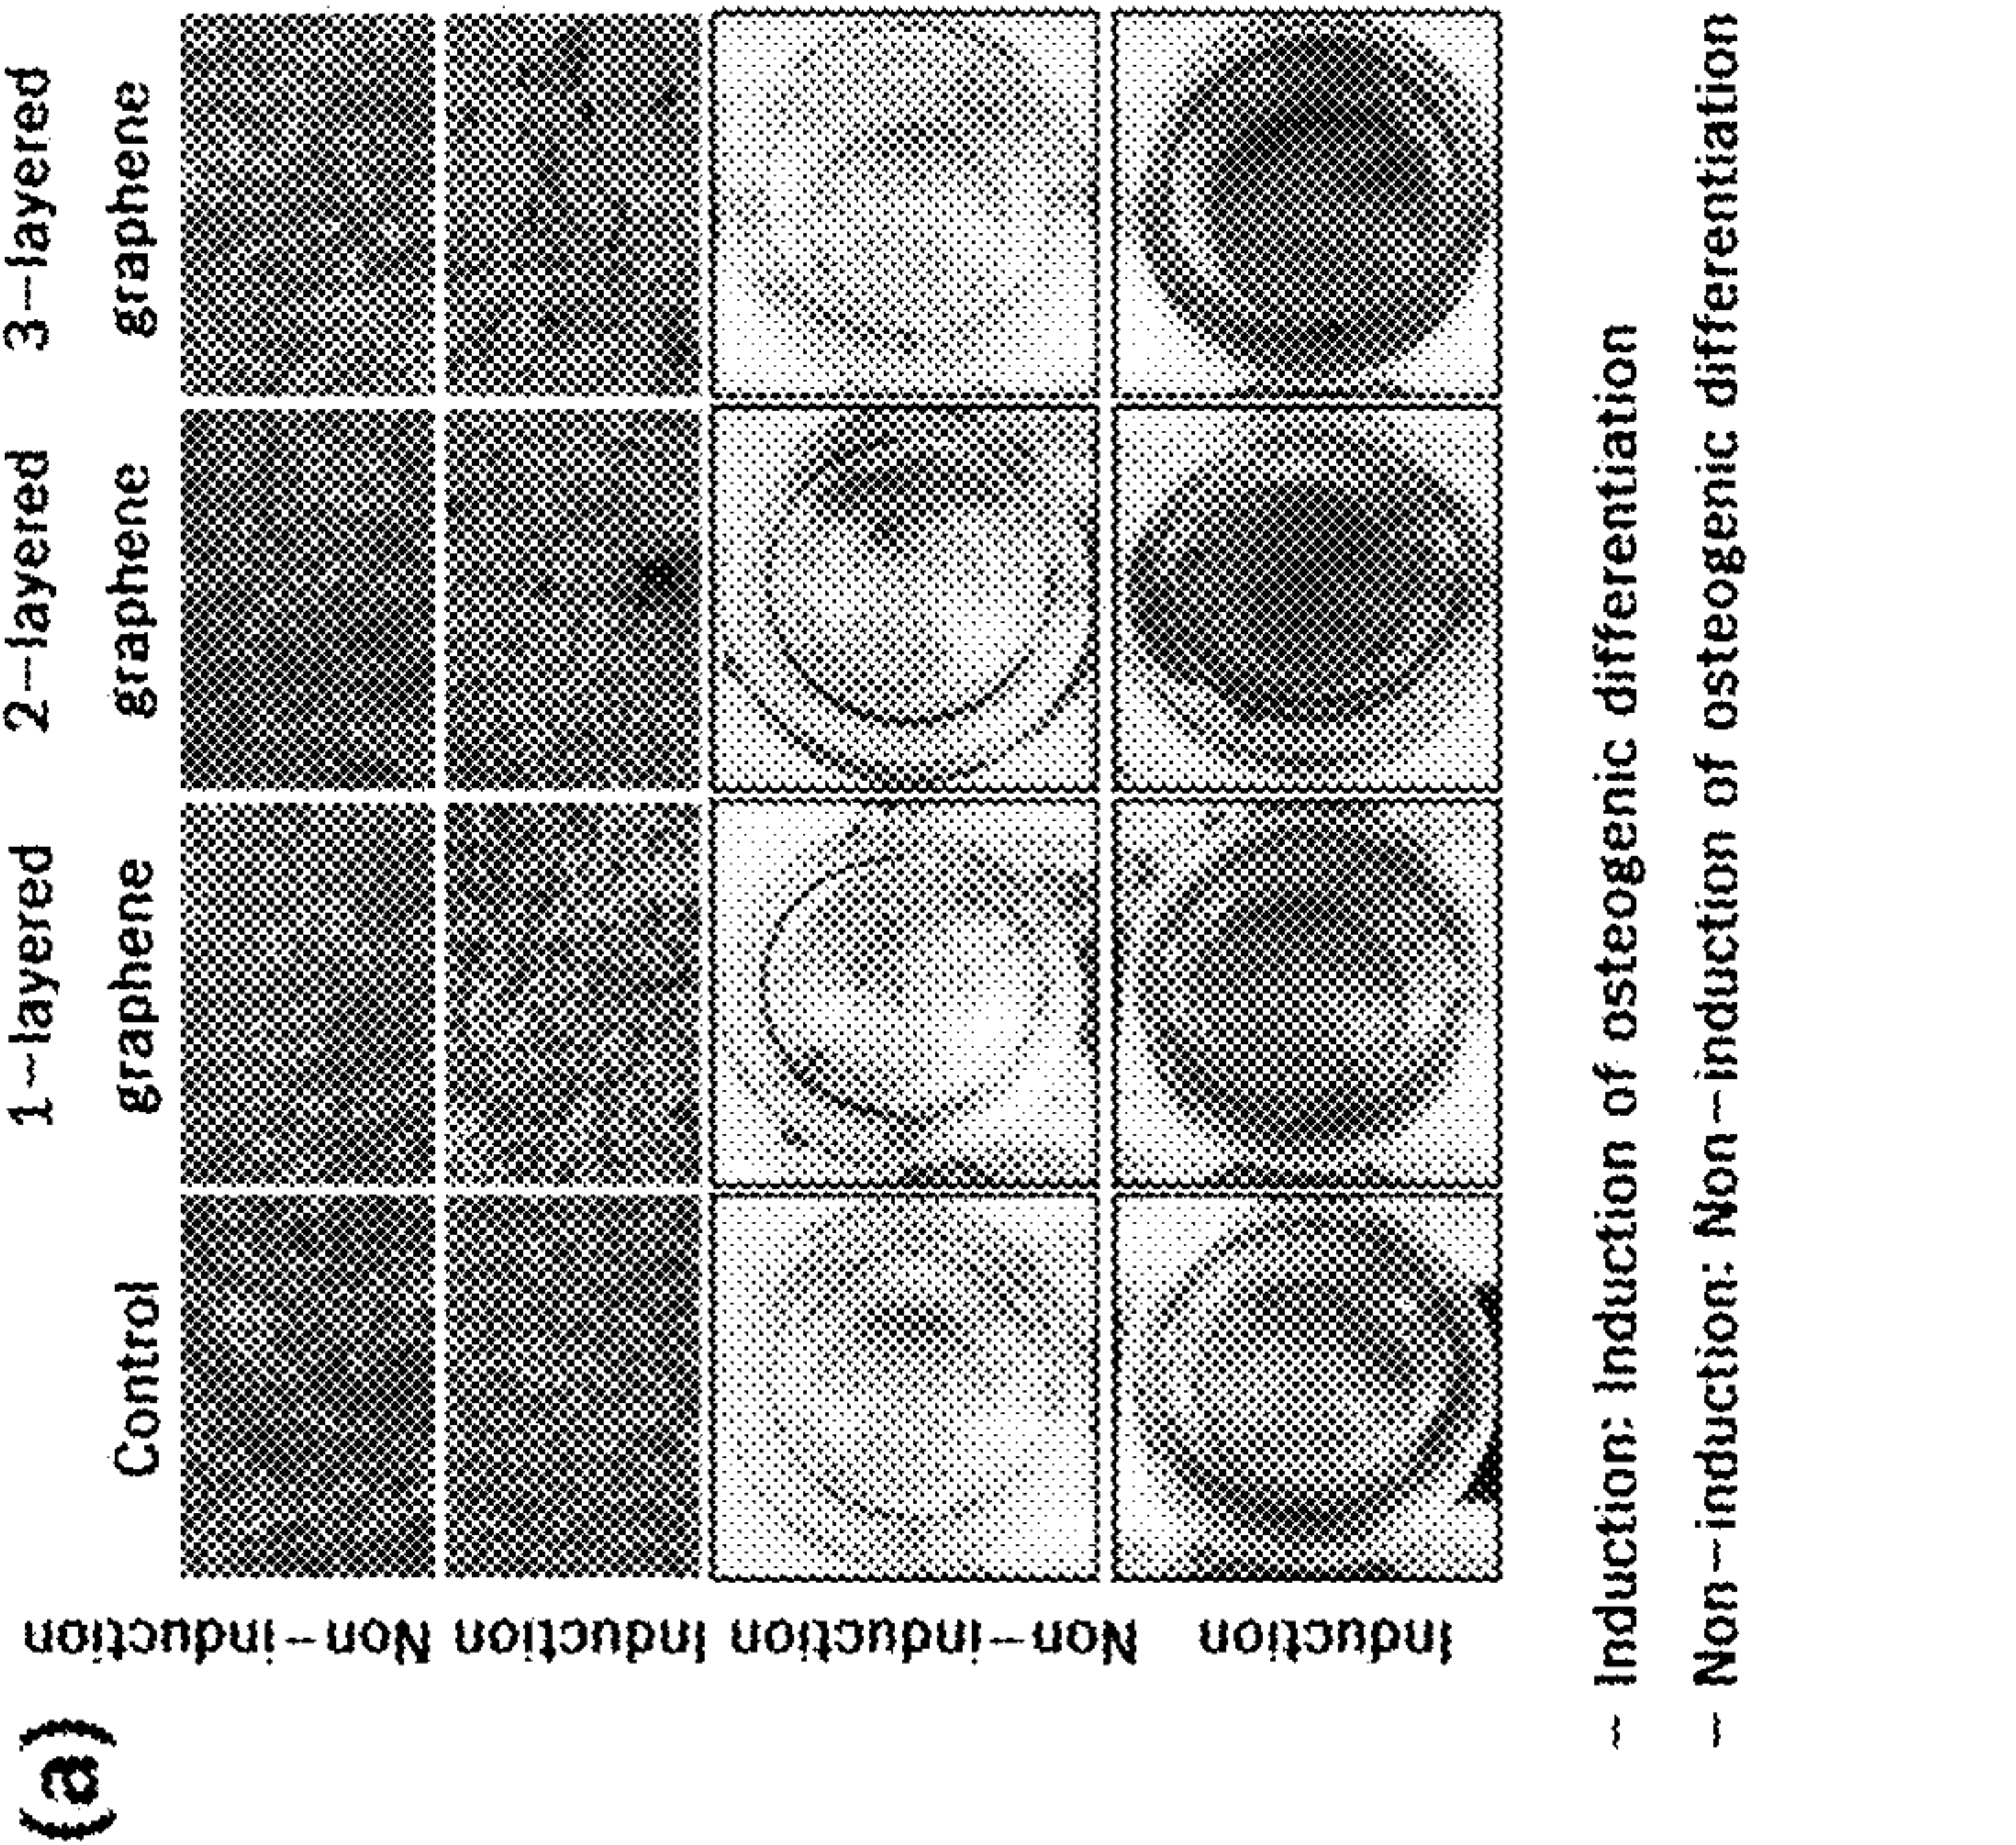 (a)
1-layered 2-layered 3-layered
Control graphene graphene graphene
Non-induction
Induction
Non-induction
Induction
- Induction: Induction of osteogenic differentiation
- Non-induction: Non-induction of osteogenic differentiation